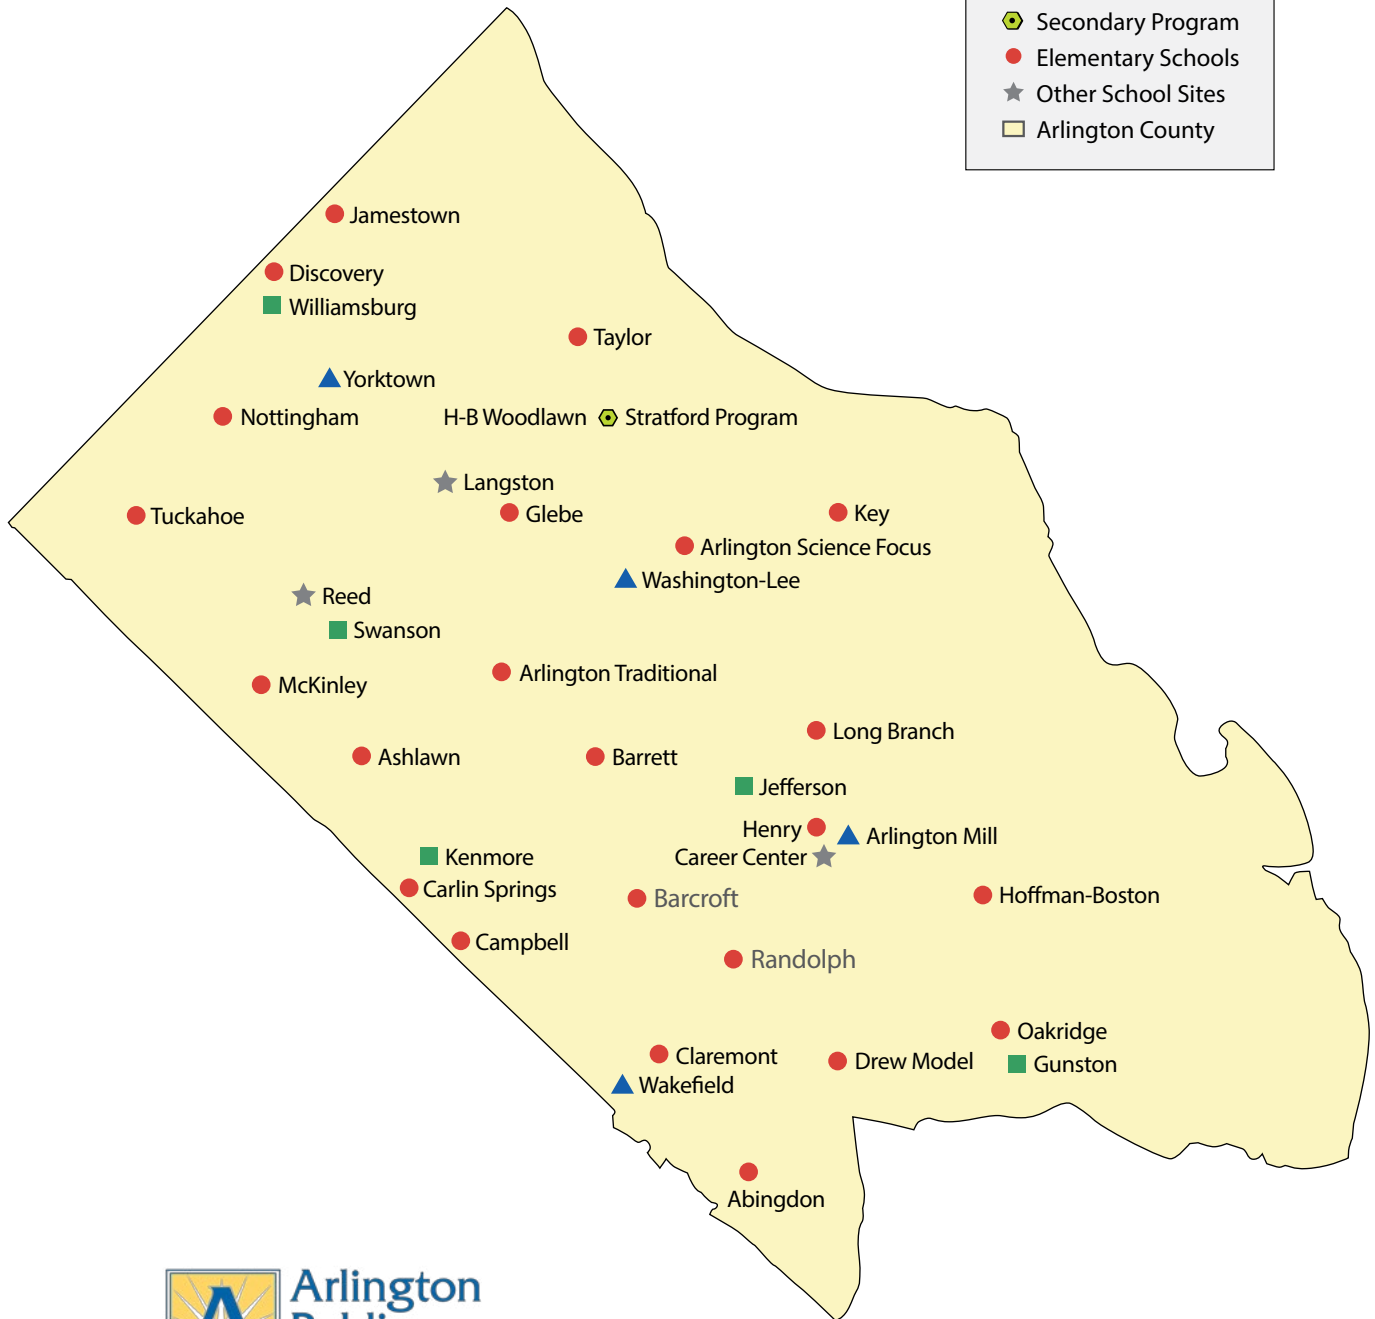 Secondary Program
Elementary Schools
Other School Sites
Arlington County
Jamestown
Discovery
Williamsburg
Taylor
Yorktown
Nottingham
H-B Woodlawn Stratford Program
Langston
Glebe
Key
Tuckahoe
Arlington Science Focus
Washington-Lee
Reed
Swanson
Arlington Traditional
McKinley
Long Branch
Ashlawn
Barrett
Jefferson
Henry
Arlington Mill
Career Center
Kenmore
Carlin Springs
Barcroft
Hoffman-Boston
Campbell
Randolph
Oakridge
Claremont
Drew Model
Gunston
Wakefield
Abingdon
Arlington